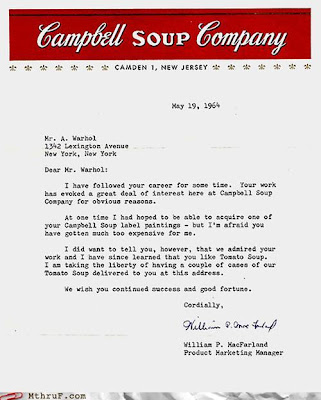 Campbell SOUP Company
CAMDEN 1, NEW JERSEY
May 19, 1964
Mr. A. Warhol
1342 Lexington Avenue
New York, New York
Dear Mr. Warhol:
I have followed your career for some time. Your work
has evoked a great deal of interest here at Campbell Soup
Company for obvious reasons.
At one time I had hoped to be able to acquire one of
your Campbell Soup label paintings - but I'm afraid you
have gotten much too expensive for me.
I did want to tell you, however, that we admired your
work and I have since learned that you like Tomato Soup.
I am taking the liberty of having a couple of cases of our
Tomato Soup delivered to you at this address.
We wish you continued success and good fortune.
Cordially,
William P. MacFarland
William P. MacFarland
Product Marketing Manager
MthruF.com